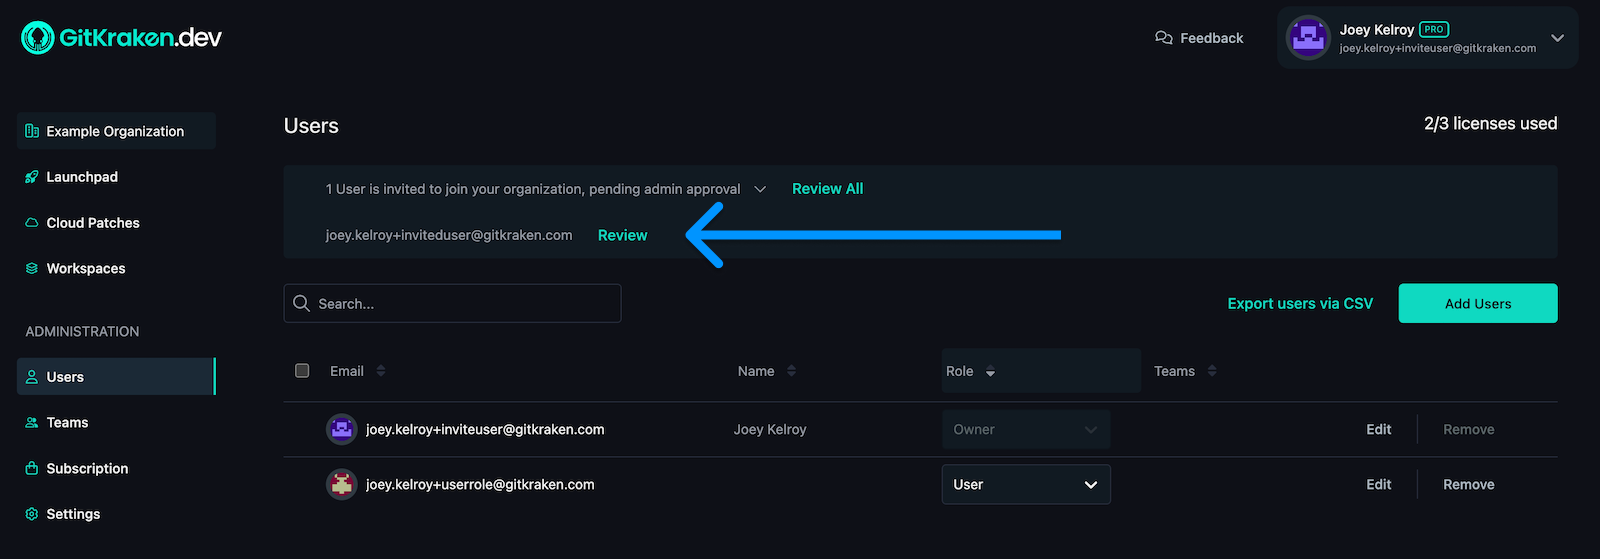 GitKraken.dev
Feedback
Joey Kelroy PRO
joey.kelroy+inviteuser@gitkraken.com
Example Organization
Launchpad
Cloud Patches
Workspaces
ADMINISTRATION
Users
Teams
Subscription
Settings
Users
2/3 licenses used
1 User is invited to join your organization, pending admin approval Review All
joey.kelroy+inviteduser@gitkraken.com Review
Search...
Export users via CSV Add Users
Email Name Role Teams
joey.kelroy+inviteuser@gitkraken.com Joey Kelroy Owner Edit Remove
joey.kelroy+userrole@gitkraken.com User Edit Remove